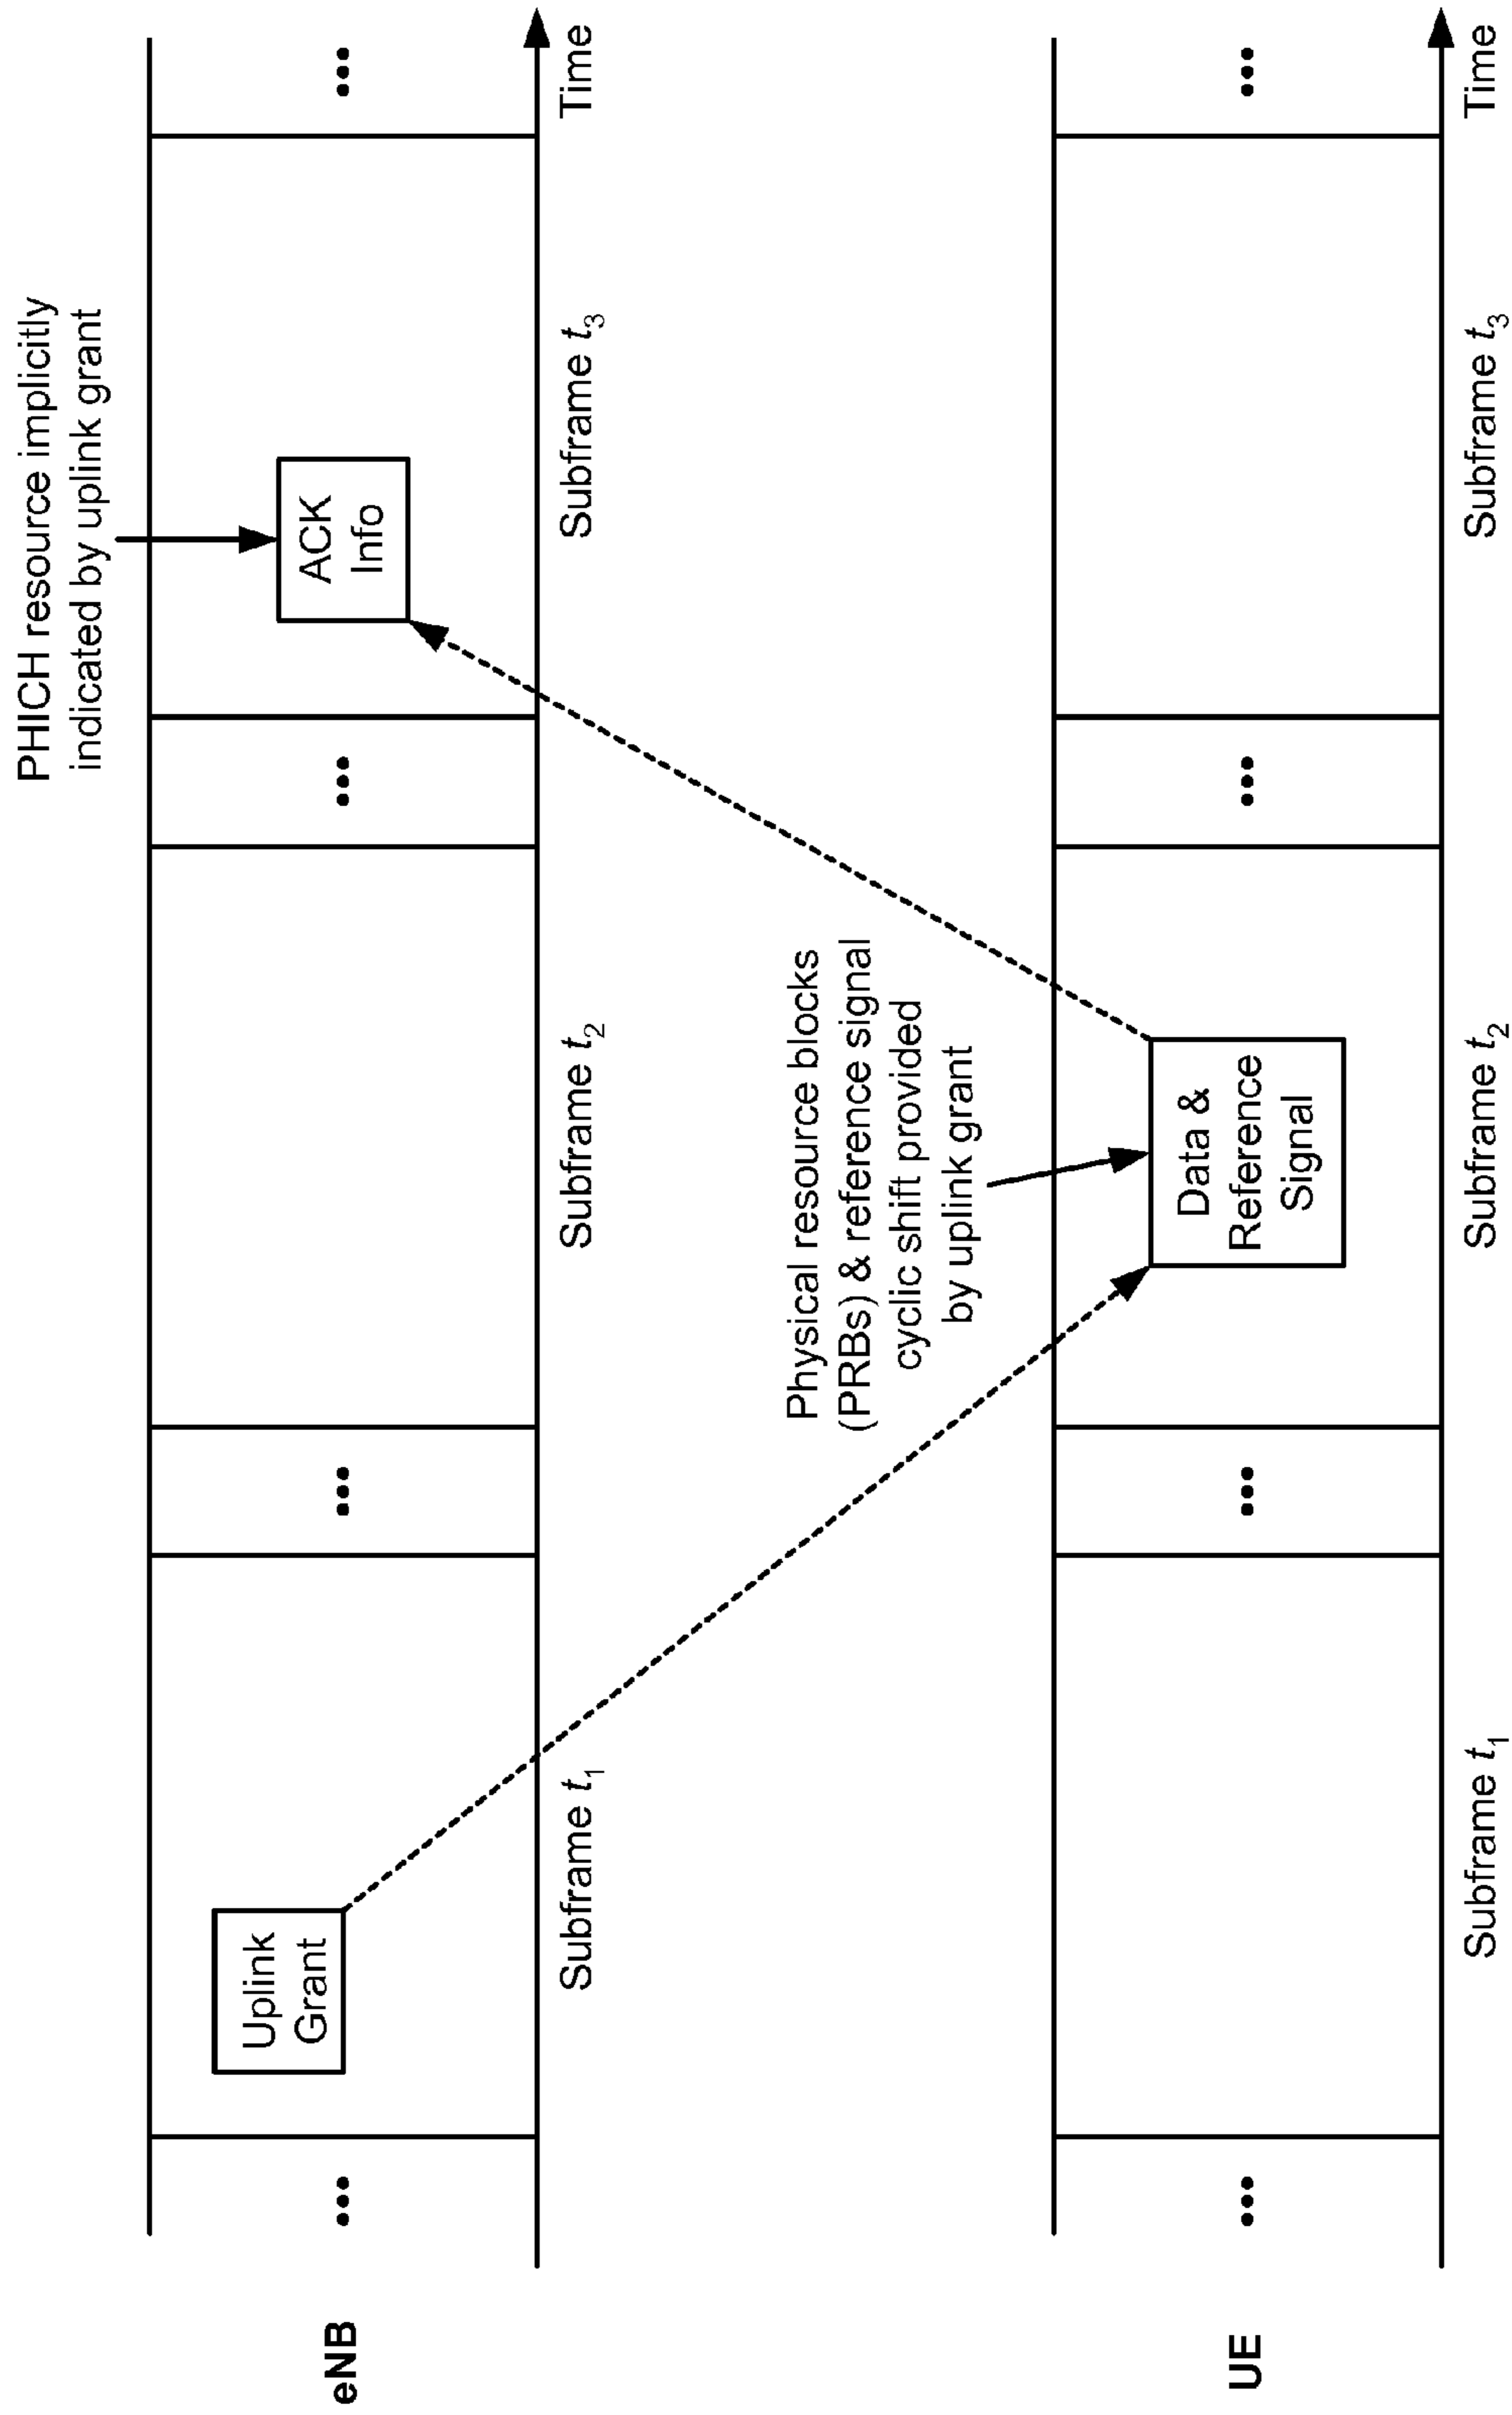 PHICH resource implicitly
indicated by uplink grant
eNB
•••
Uplink
Grant
•••
•••
ACK
Info
•••
Subframe t1
Subframe t2
Subframe t3
Time
Physical resource blocks
(PRBs) & reference signal
cyclic shift provided
by uplink grant
UE
•••
•••
Data &
Reference
Signal
•••
•••
Subframe t1
Subframe t2
Subframe t3
Time